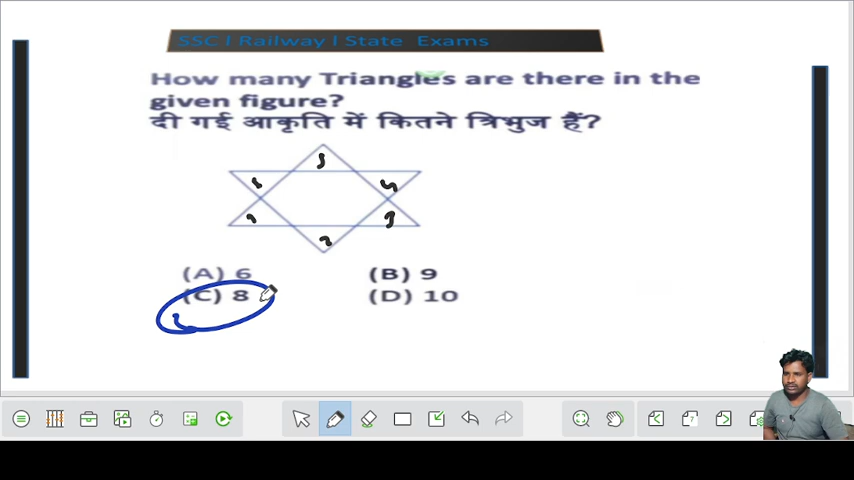 SSC I Railway I State Exams
How many Triangles are there in the
given figure?
दी गई आकृति में कितने त्रिभुज हैं?
(A) 6 (B) 9
(C) 8 (D) 10